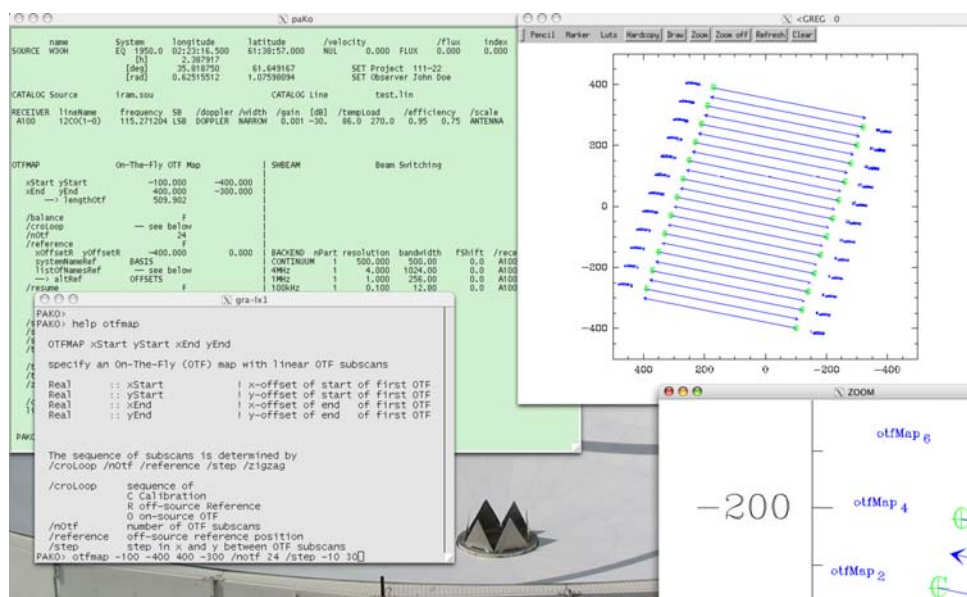 paKo
name System longitude latitude /velocity /flux index
SOURCE W3OH EQ 1950.0 02:23:16.500 61:38:57.000 NUL 0.000 FLUX 0.000 0.000
[h] 2.387917
[deg] 35.818750 61.649167 SET Project 111-22
[rad] 0.62515512 1.07598094 SET Observer John Doe
CATALOG Source iram.sou CATALOG Line test.lin
RECEIVER lineName frequency SB /doppler /width /gain [dB] /tempLoad /efficiency /scale
A100 12CO(1-0) 115.271204 LSB DOPPLER NARROW 0.001 -30. 86.0 270.0 0.95 0.75 ANTENNA
OTFMAP On-The-Fly OTF Map | SWBEAM Beam Switching
xStart yStart -100.000 -400.000 |
xEnd yEnd 400.000 -300.000 |
--> lengthOtf 509.902 |
/balance F |
/croLoop -- see below |
/nOtf 24 |
/reference F |
xOffsetR yOffsetR -400.000 0.000 | BACKEND nPart resolution bandwidth fShift /rece
systemNameRef BASIS | CONTINUUM 1 500.000 500.00 0.0 A100
listOfNamesRef -- see below | 4MHz 1 4.000 1024.00 0.0 A100
--> altRef OFFSETS | 1MHz 1 1.000 256.00 0.0 A100
/resume F | 100kHz 1 0.100 12.80 0.0 A100
PAKO
gra-lx1
PAKO>
PAKO> help otfmap
OTFMAP xStart yStart xEnd yEnd
specify an On-The-Fly (OTF) map with linear OTF subscans
Real :: xStart ! x-offset of start of first OTF
Real :: yStart ! y-offset of start of first OTF
Real :: xEnd ! x-offset of end of first OTF
Real :: yEnd ! y-offset of end of first OTF
The sequence of subscans is determined by
/croLoop /nOtf /reference /step /zigzag
/croLoop sequence of
C Calibration
R off-source Reference
O on-source OTF
/nOtf number of OTF subscans
/reference off-source reference position
/step step in x and y between OTF subscans
PAKO> otfmap -100 -400 400 -300 /notf 24 /step -10 30
<GREG 0
Pencil Marker Luts Hardcopy Draw Zoom Zoom off Refresh Clear
400
200
0
-200
-400
400 200 0 -200 -400
ZOOM
otfMap 6
-200
otfMap 4
otfMap 2